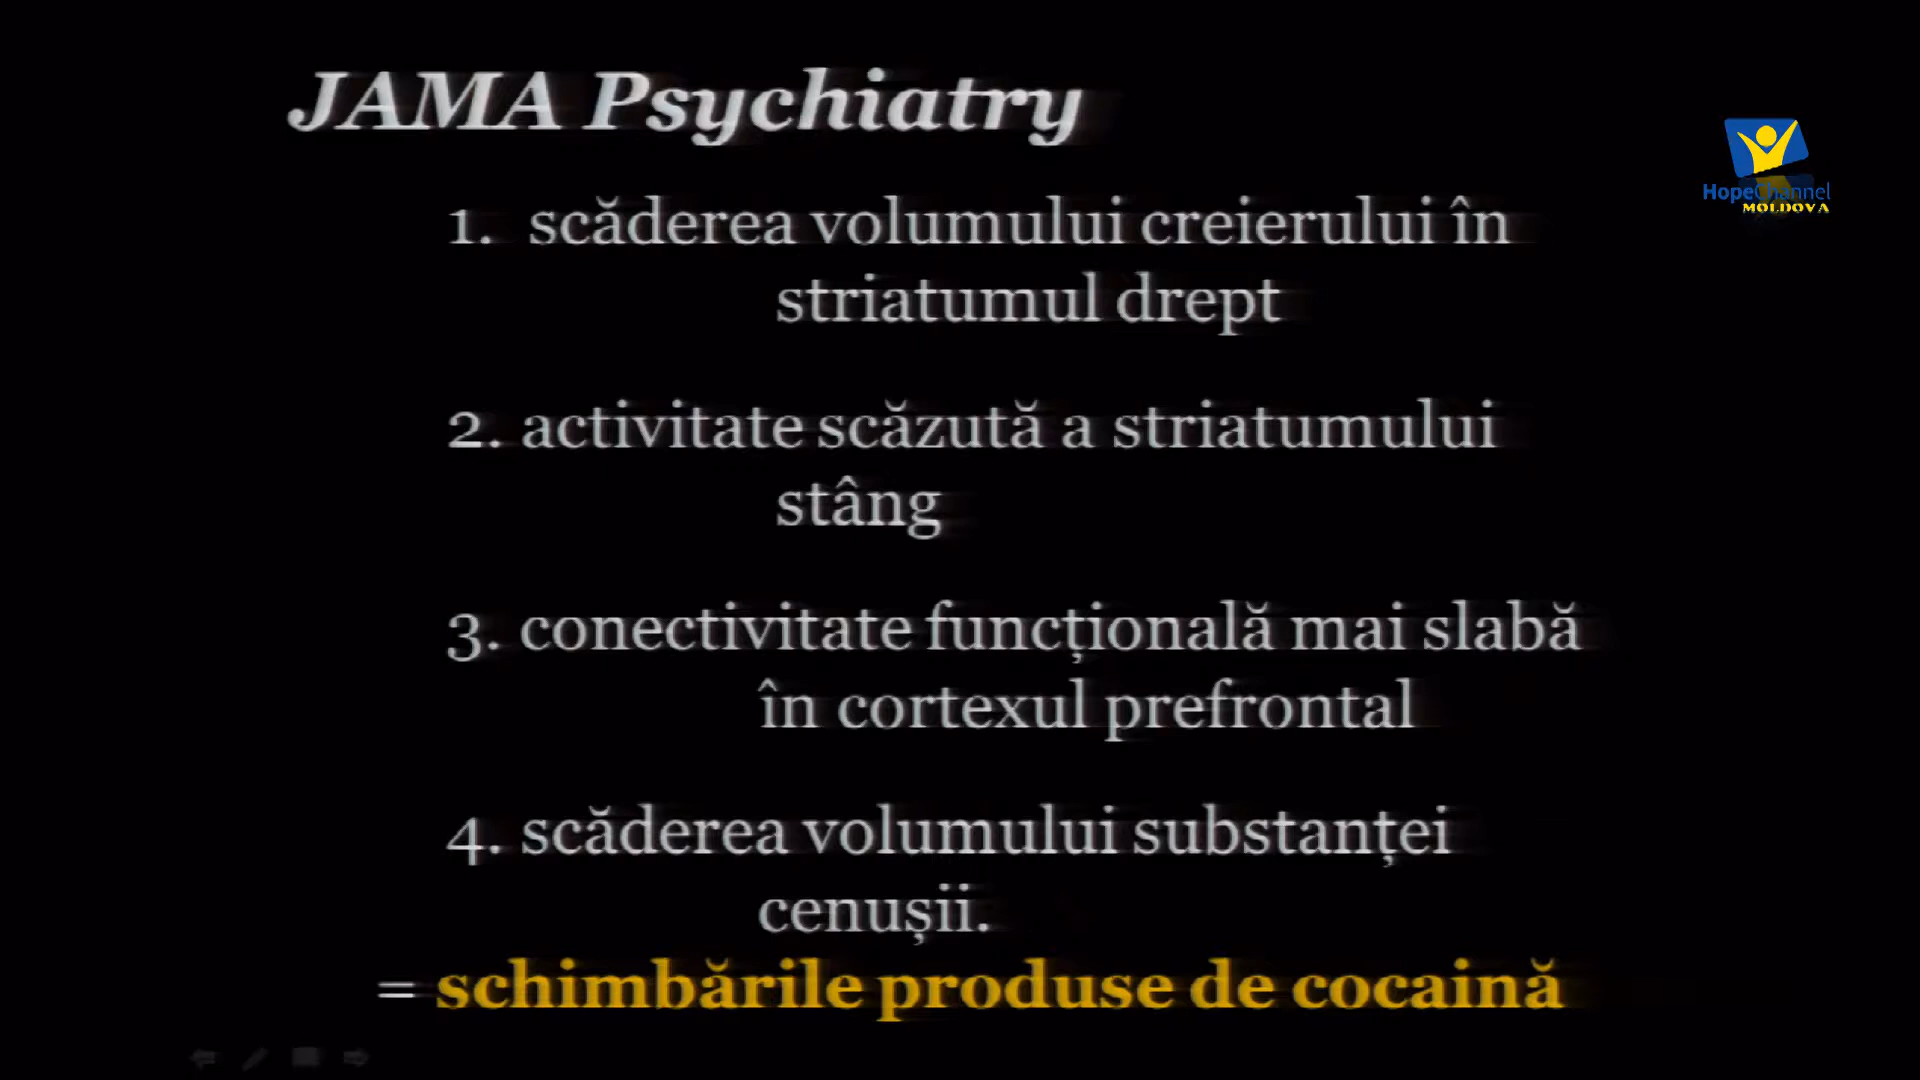 JAMA Psychiatry
HopeChannel
MOLDOVA
1. scăderea volumului creierului în
striatumul drept
2. activitate scăzută a striatumului
stâng
3. conectivitate funcțională mai slabă
în cortexul prefrontal
4. scăderea volumului substanței
cenușii.
= schimbările produse de cocaină